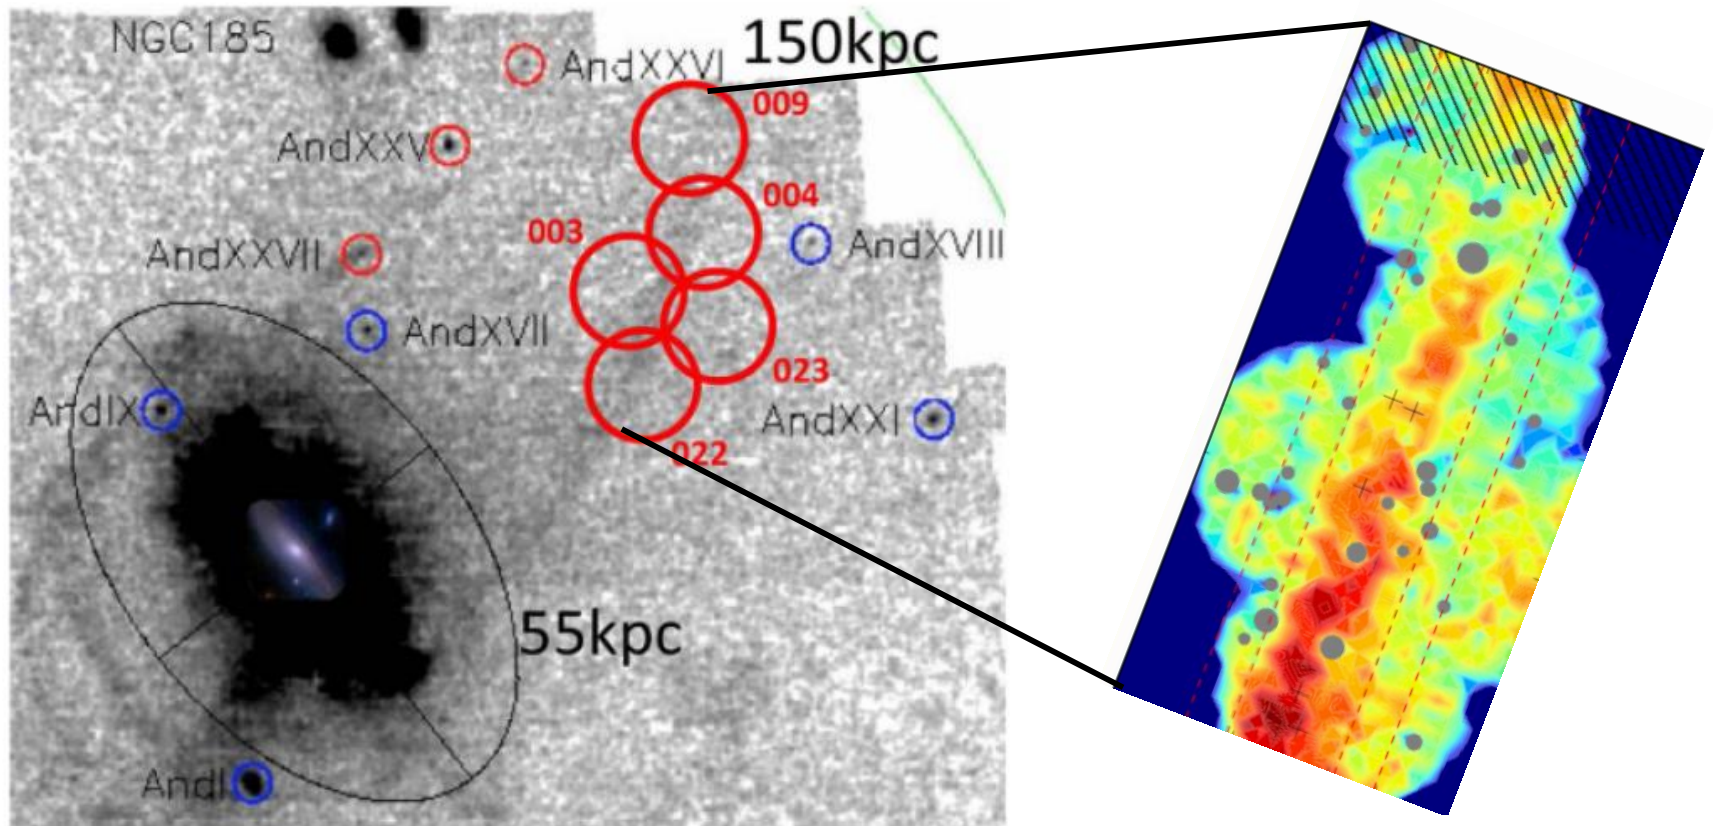 NGC185
AndXXVI
150kpc
009
AndXXV
004
003
AndXVIII
AndXXVII
AndXVII
023
AndIX
AndXXI
022
55kpc
AndI